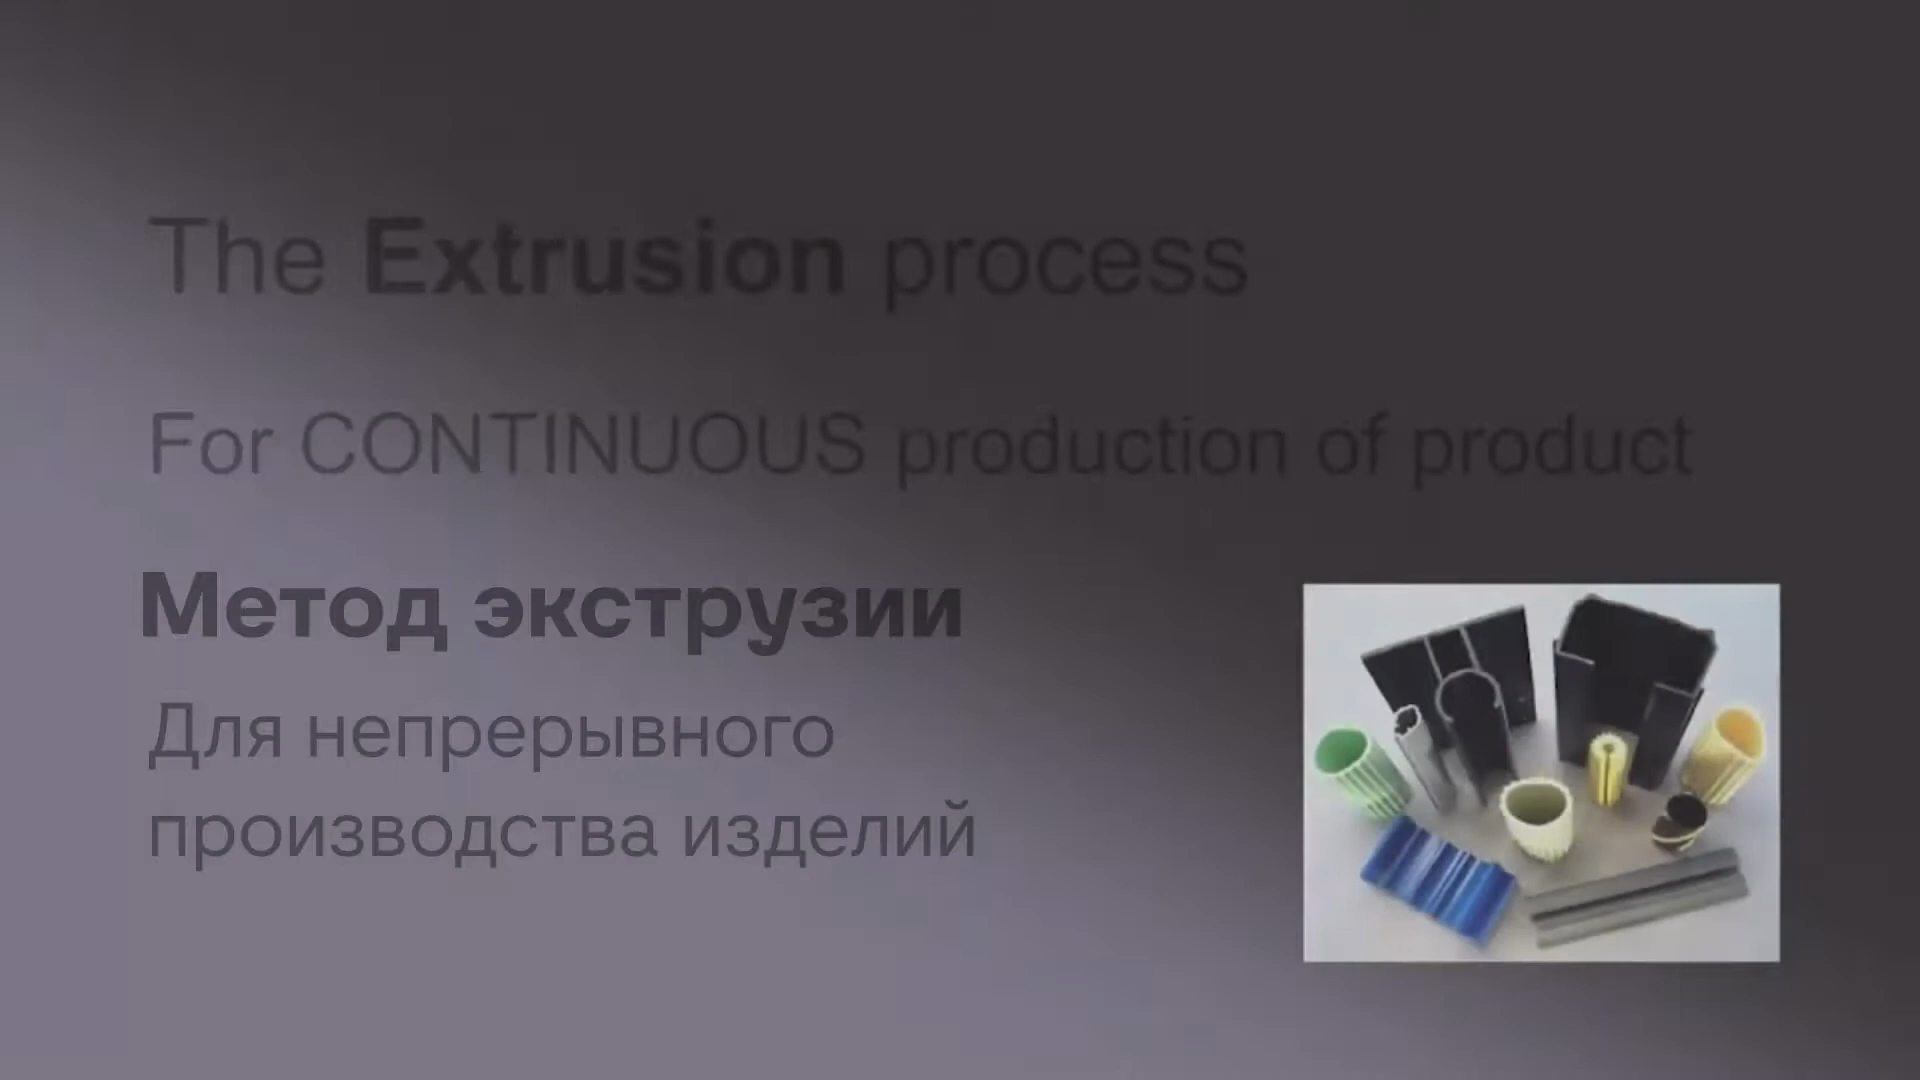 The Extrusion process
For CONTINUOUS production of product
Метод экструзии
Для непрерывного
производства изделий